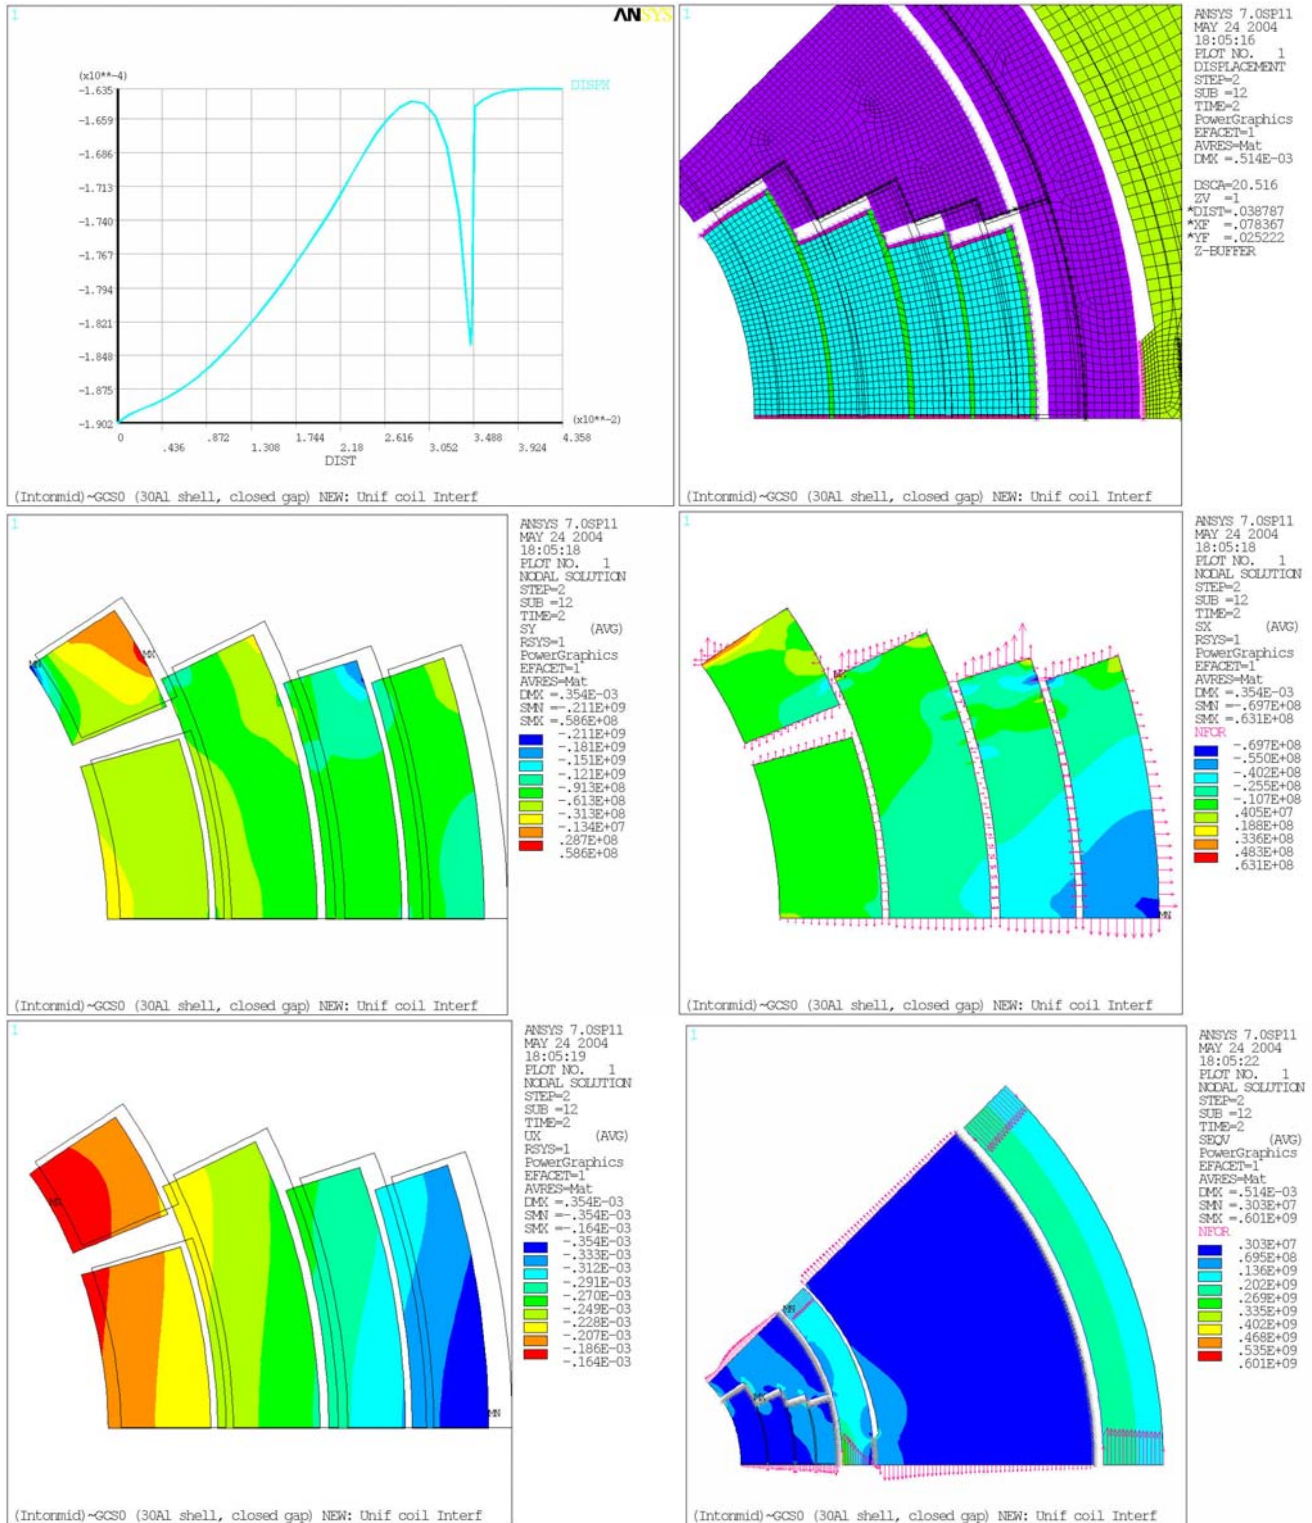 1
ANSYS
(x10**-4)
DISPX
-1.635
-1.659
-1.686
-1.713
-1.740
-1.767
-1.794
-1.821
-1.848
-1.875
-1.902
(x10**-2)
0
.436
.872
1.308
1.744
2.18
2.616
3.052
3.488
3.924
4.358
DIST
(Intonmid)~GCS0 (30Al shell, closed gap) NEW: Unif coil Interf
1
ANSYS 7.0SP11
MAY 24 2004
18:05:16
PLOT NO. 1
DISPLACEMENT
STEP=2
SUB =12
TIME=2
PowerGraphics
EFACET=1
AVRES=Mat
DMX =.514E-03
DSCA=20.516
ZV =1
*DIST=.038787
*XF =.078367
*YF =.025222
Z-BUFFER
(Intonmid)~GCS0 (30Al shell, closed gap) NEW: Unif coil Interf
1
MN
MX
ANSYS 7.0SP11
MAY 24 2004
18:05:18
PLOT NO. 1
NODAL SOLUTION
STEP=2
SUB =12
TIME=2
SY (AVG)
RSYS=1
PowerGraphics
EFACET=1
AVRES=Mat
DMX =.354E-03
SMN =-.211E+09
SMX =.586E+08
-.211E+09
-.181E+09
-.151E+09
-.121E+09
-.913E+08
-.613E+08
-.313E+08
-.134E+07
.287E+08
.586E+08
(Intonmid)~GCS0 (30Al shell, closed gap) NEW: Unif coil Interf
1
MN
ANSYS 7.0SP11
MAY 24 2004
18:05:18
PLOT NO. 1
NODAL SOLUTION
STEP=2
SUB =12
TIME=2
SX (AVG)
RSYS=1
PowerGraphics
EFACET=1
AVRES=Mat
DMX =.354E-03
SMN =-.697E+08
SMX =.631E+08
NFOR
-.697E+08
-.550E+08
-.402E+08
-.255E+08
-.107E+08
.405E+07
.188E+08
.336E+08
.483E+08
.631E+08
(Intonmid)~GCS0 (30Al shell, closed gap) NEW: Unif coil Interf
1
MX
MN
ANSYS 7.0SP11
MAY 24 2004
18:05:19
PLOT NO. 1
NODAL SOLUTION
STEP=2
SUB =12
TIME=2
UX (AVG)
RSYS=1
PowerGraphics
EFACET=1
AVRES=Mat
DMX =.354E-03
SMN =-.354E-03
SMX =-.164E-03
-.354E-03
-.333E-03
-.312E-03
-.291E-03
-.270E-03
-.249E-03
-.228E-03
-.207E-03
-.186E-03
-.164E-03
(Intonmid)~GCS0 (30Al shell, closed gap) NEW: Unif coil Interf
1
MN
ANSYS 7.0SP11
MAY 24 2004
18:05:22
PLOT NO. 1
NODAL SOLUTION
STEP=2
SUB =12
TIME=2
SEQV (AVG)
PowerGraphics
EFACET=1
AVRES=Mat
DMX =.514E-03
SMN =.303E+07
SMX =.601E+09
NFOR
.303E+07
.695E+08
.136E+09
.202E+09
.269E+09
.335E+09
.402E+09
.468E+09
.535E+09
.601E+09
(Intonmid)~GCS0 (30Al shell, closed gap) NEW: Unif coil Interf